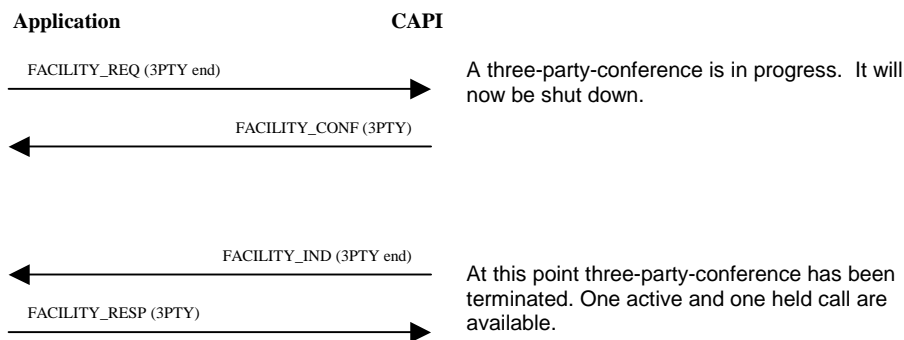 Application CAPI
FACILITY_REQ (3PTY end)
A three-party-conference is in progress. It will
now be shut down.
FACILITY_CONF (3PTY)
FACILITY_IND (3PTY end)
At this point three-party-conference has been
terminated. One active and one held call are
available.
FACILITY_RESP (3PTY)